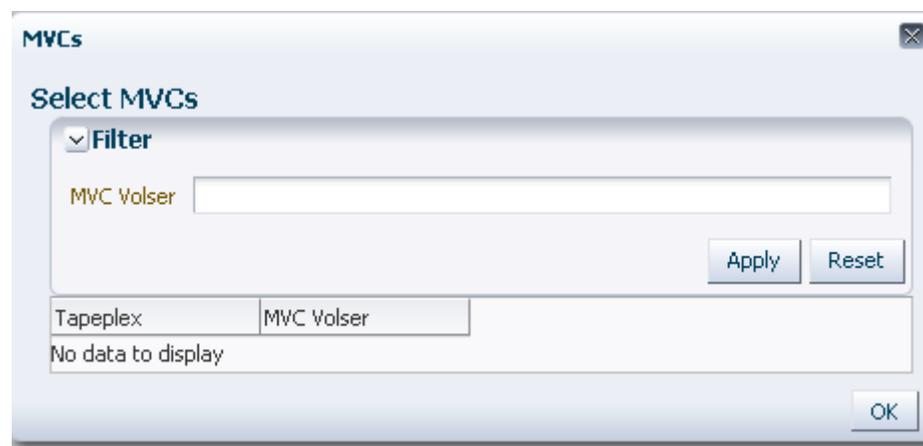 MVCs
Select MVCs
Filter
MVC Volser
Apply Reset
Tapeplex MVC Volser
No data to display
OK